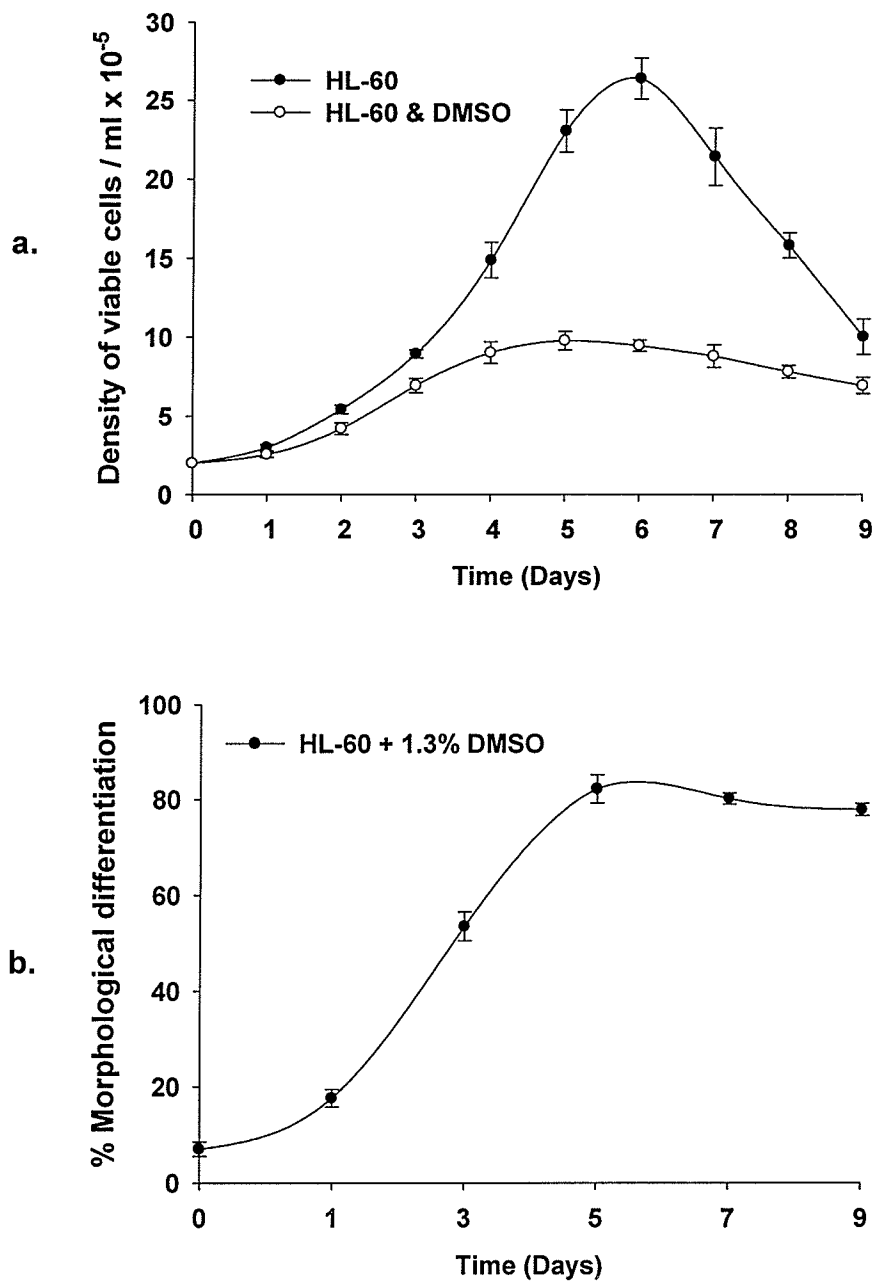 a.
Density of viable cells / ml x 10⁻⁵
30
25
20
15
10
5
0
HL-60
HL-60 & DMSO
0 1 2 3 4 5 6 7 8 9
Time (Days)
b.
% Morphological differentiation
100
80
60
40
20
0
HL-60 + 1.3% DMSO
0 1 3 5 7 9
Time (Days)